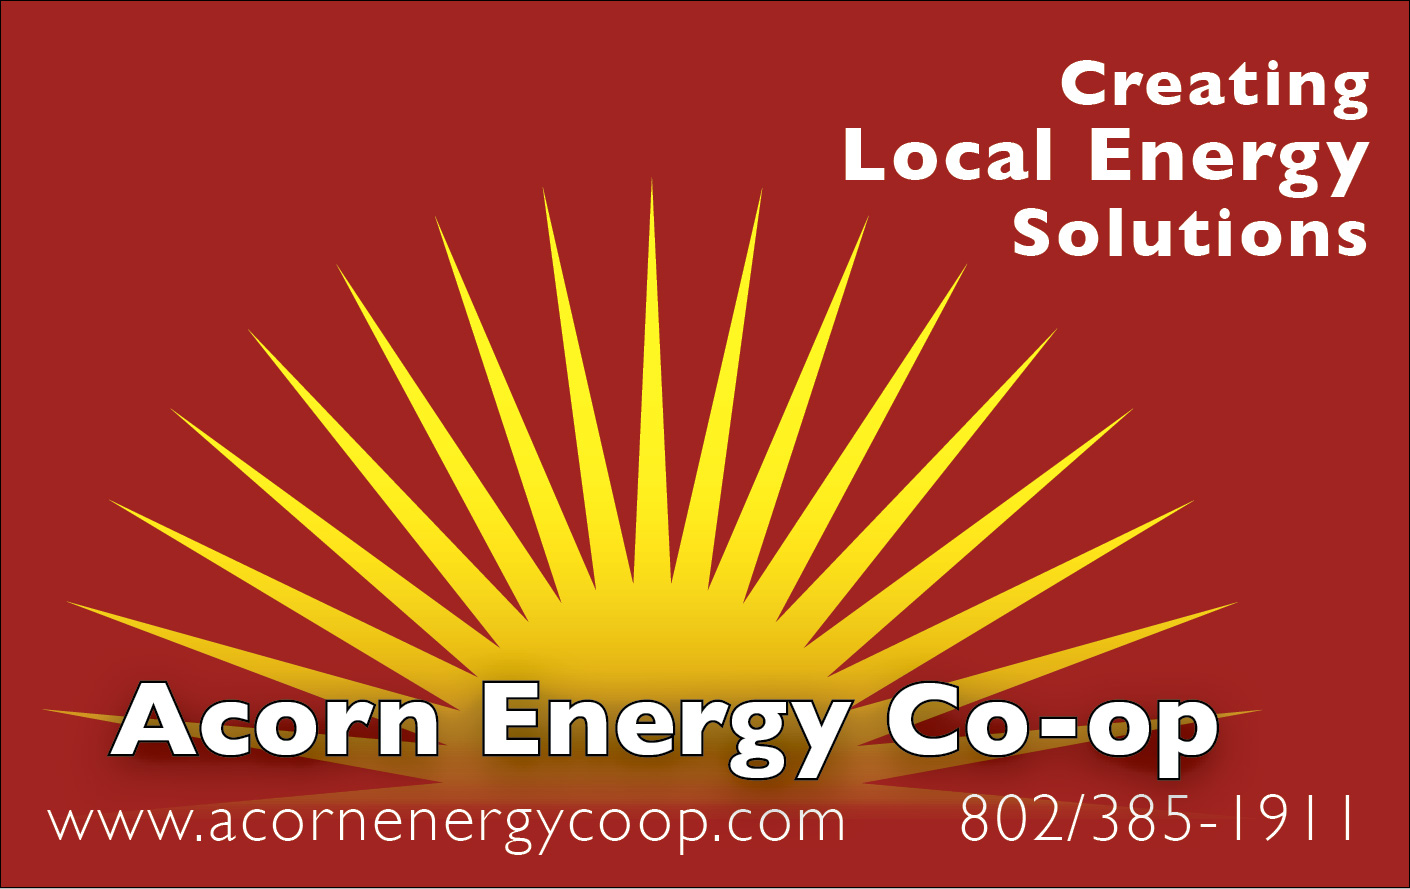 Creating
Local Energy
Solutions
Acorn Energy Co-op
www.acornenergycoop.com 802/385-1911